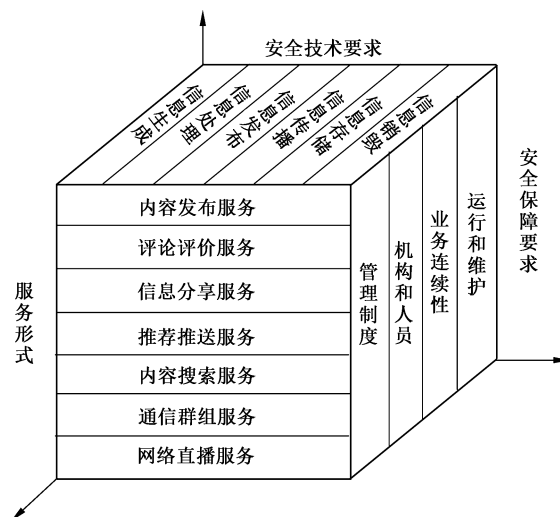 安全技术要求
信息生成
信息处理
信息发布
信息传播
信息存储
信息销毁
服务形式
内容发布服务
评论评价服务
信息分享服务
推荐推送服务
内容搜索服务
通信群组服务
网络直播服务
管理制度
机构和人员
业务连续性
运行和维护
安全保障要求